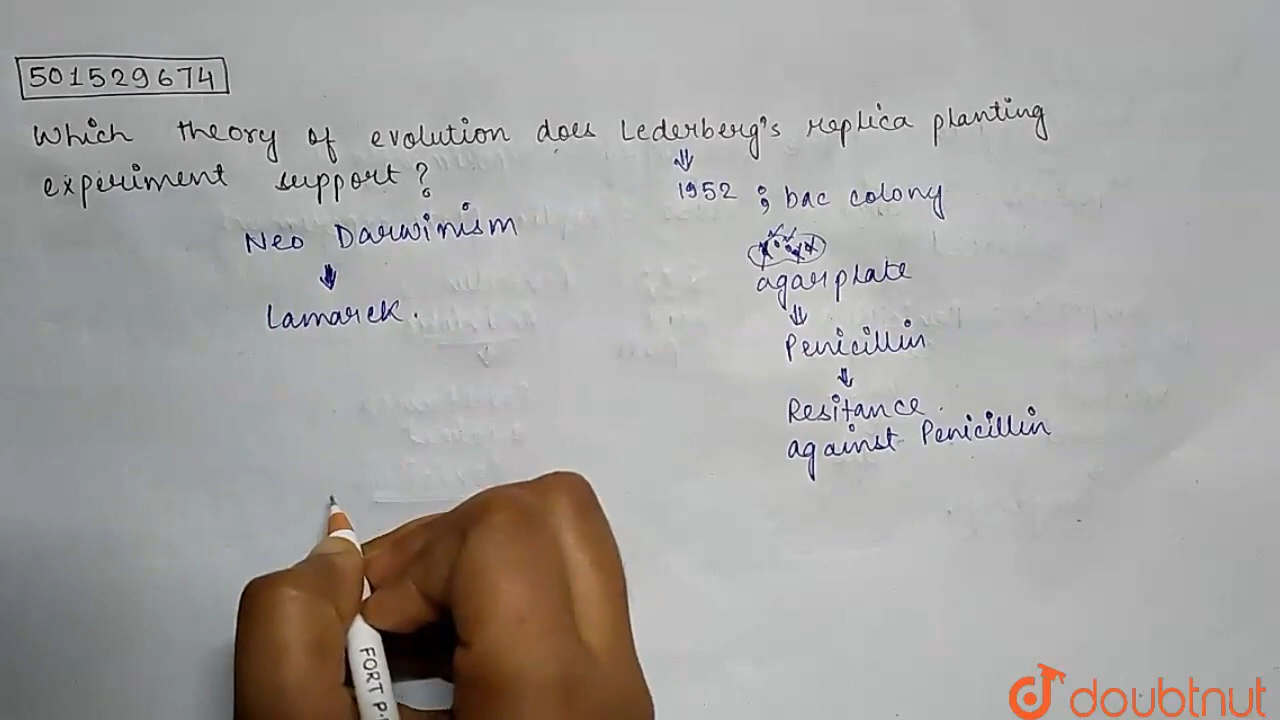 501529674
Which theory of evolution does Lederberg's replica planting
experiment support?
1952 ; bac colony
Neo Darwinism
agar plate
Lamarck.
Penicillin
Resitance.
against Penicillin
FORT P.
doubtnut